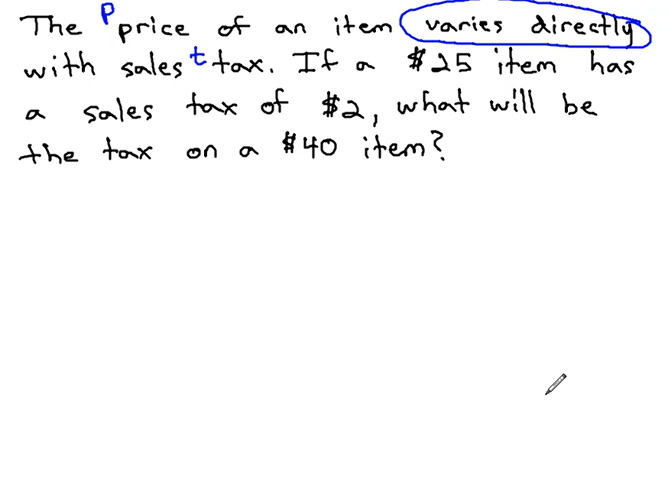 The P price of an item varies directly
with sales t tax. If a $25 item has
a sales tax of $2, what will be
the tax on a $40 item?